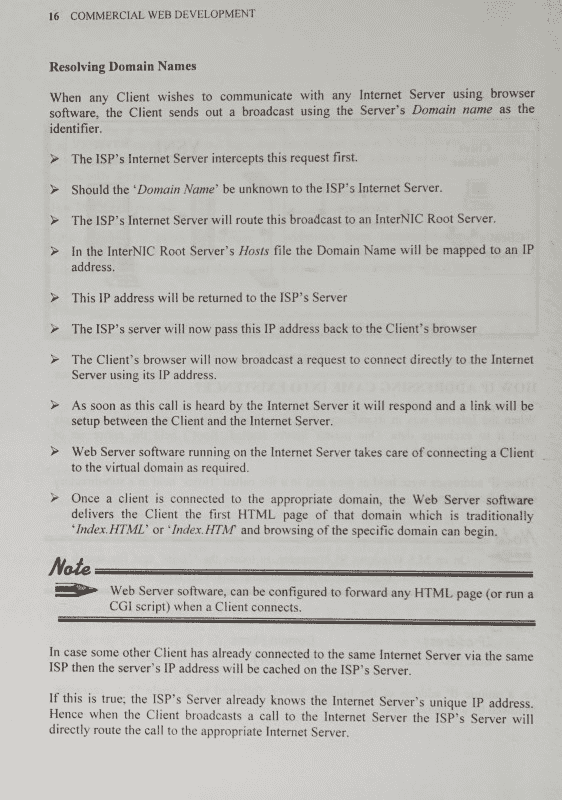 16 COMMERCIAL WEB DEVELOPMENT
Resolving Domain Names
When any Client wishes to communicate with any Internet Server using browser
software, the Client sends out a broadcast using the Server's Domain name as the
identifier.
➢ The ISP's Internet Server intercepts this request first.
➢ Should the 'Domain Name' be unknown to the ISP's Internet Server.
➢ The ISP's Internet Server will route this broadcast to an InterNIC Root Server.
➢ In the InterNIC Root Server's Hosts file the Domain Name will be mapped to an IP
address.
➢ This IP address will be returned to the ISP's Server
➢ The ISP's server will now pass this IP address back to the Client's browser
➢ The Client's browser will now broadcast a request to connect directly to the Internet
Server using its IP address.
➢ As soon as this call is heard by the Internet Server it will respond and a link will be
setup between the Client and the Internet Server.
➢ Web Server software running on the Internet Server takes care of connecting a Client
to the virtual domain as required.
➢ Once a client is connected to the appropriate domain, the Web Server software
delivers the Client the first HTML page of that domain which is traditionally
'Index.HTML' or 'Index.HTM' and browsing of the specific domain can begin.
Note
Web Server software, can be configured to forward any HTML page (or run a
CGI script) when a Client connects.
In case some other Client has already connected to the same Internet Server via the same
ISP then the server's IP address will be cached on the ISP's Server.
If this is true; the ISP's Server already knows the Internet Server's unique IP address.
Hence when the Client broadcasts a call to the Internet Server the ISP's Server will
directly route the call to the appropriate Internet Server.